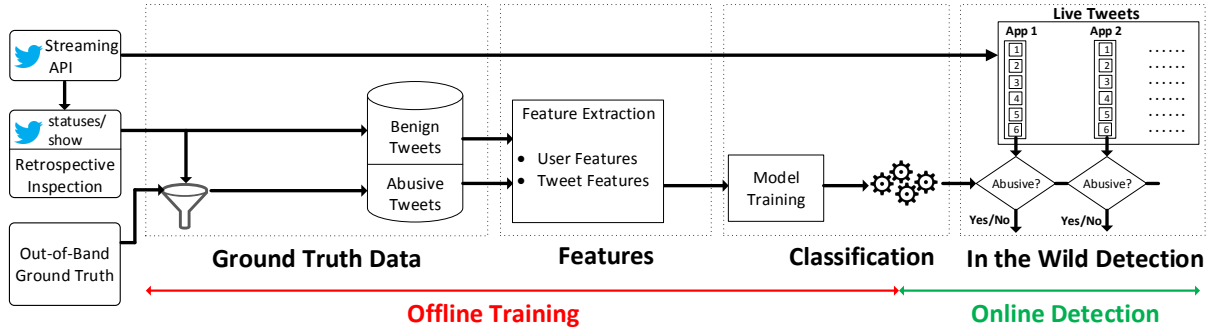 Streaming
API
statuses/
show
Retrospective
Inspection
Out-of-Band
Ground Truth
Benign
Tweets
Abusive
Tweets
Ground Truth Data
Feature Extraction
• User Features
• Tweet Features
Features
Model
Training
Classification
Live Tweets
App 1
1
2
3
4
5
6
App 2
1
2
3
4
5
6
......
......
......
......
......
......
Abusive?
Abusive?
Yes/No
Yes/No
In the Wild Detection
Offline Training
Online Detection